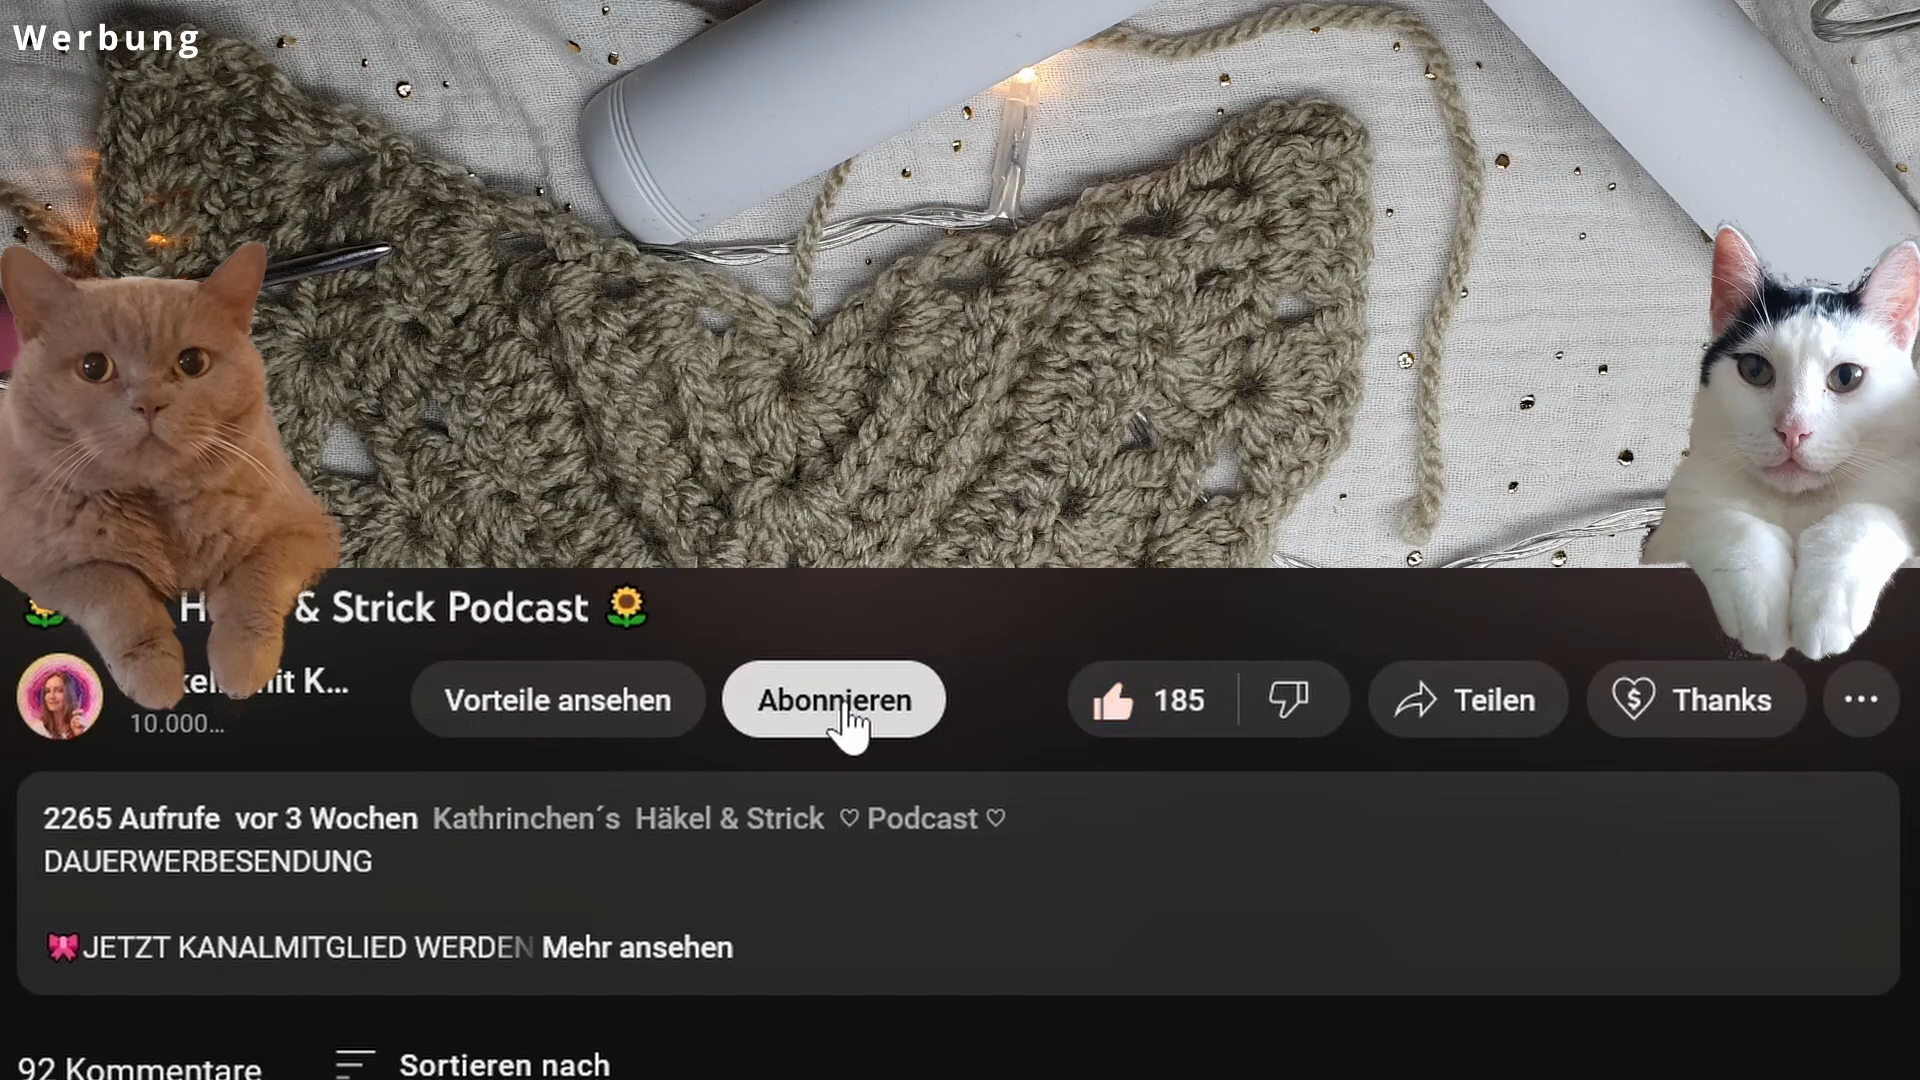 Werbung
& Strick Podcast
K...
10.000...
Vorteile ansehen
Abonnieren
185
Teilen
Thanks
2265 Aufrufe vor 3 Wochen Kathrinchen´s Häkel & Strick ♡ Podcast ♡
DAUERWERBESENDUNG
JETZT KANALMITGLIED WERDEN Mehr ansehen
92 Kommentare
Sortieren nach